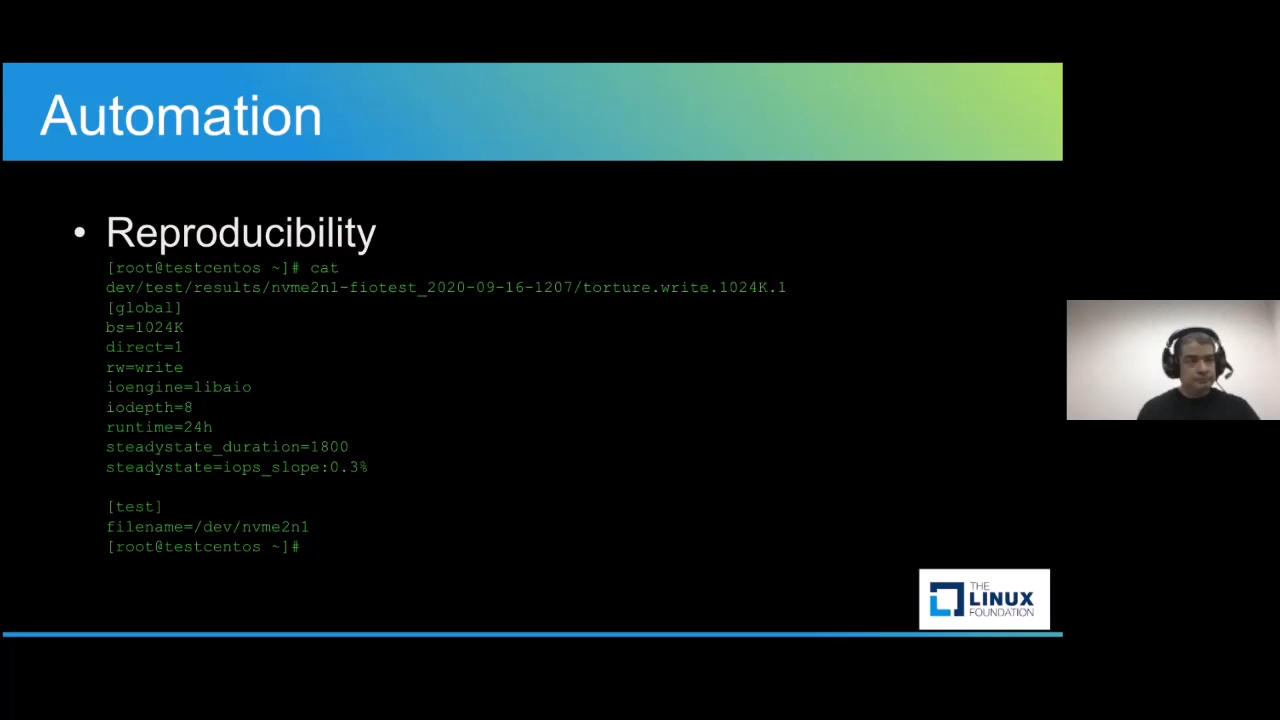 Automation
• Reproducibility
[root@testcentos ~]# cat
dev/test/results/nvme2n1-fiotest_2020-09-16-1207/torture.write.1024K.1
[global]
bs=1024K
direct=1
rw=write
ioengine=libaio
iodepth=8
runtime=24h
steadystate_duration=1800
steadystate=iops_slope:0.3%
[test]
filename=/dev/nvme2n1
[root@testcentos ~]#
THE
LINUX
FOUNDATION